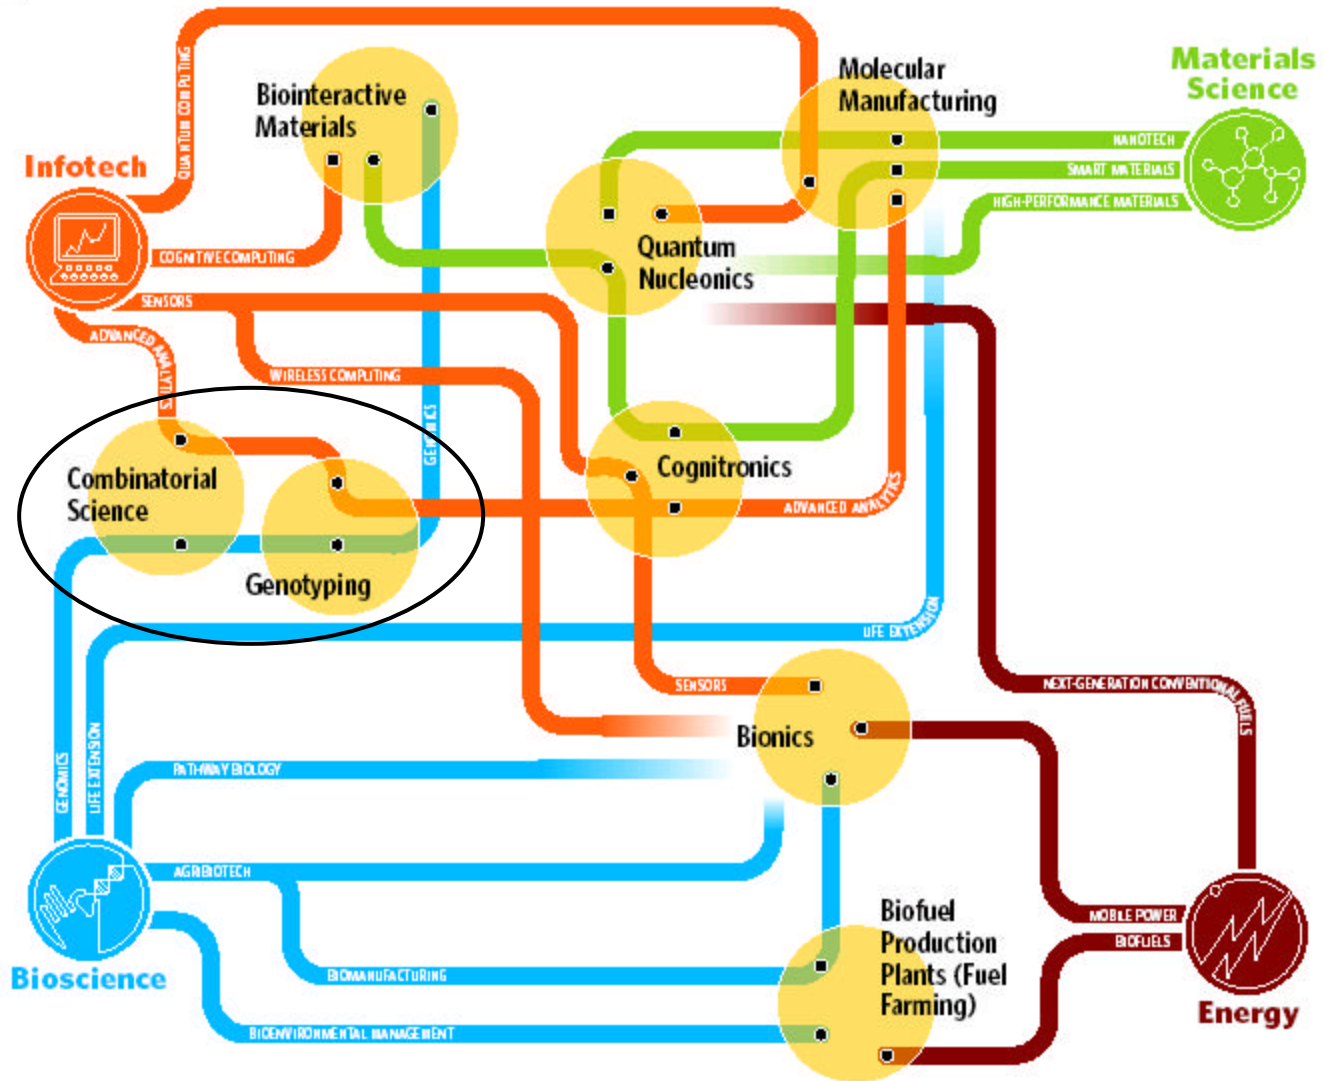 QUANTUM COMPUTING
Biointeractive
Materials
Molecular
Manufacturing
Materials
Science
Infotech
NANOTECH
SMART MATERIALS
HIGH-PERFORMANCE MATERIALS
COGNITIVE COMPUTING
Quantum
Nucleonics
SENSORS
ADVANCED ANALYTICS
WIRELESS COMPUTING
GENOMICS
Combinatorial
Science
Cognitronics
ADVANCED ANALYTICS
Genotyping
LIFE EXTENSION
SENSORS
NEXT-GENERATION CONVENTIONAL FUELS
Bionics
GENOMICS
LIFE EXTENSION
PATHWAY BIOLOGY
AGRIBIOTECH
Biofuel
Production
Plants (Fuel
Farming)
MOBILE POWER
BIOFUELS
Bioscience
BIOMANUFACTURING
Energy
BIOENVIRONMENTAL MANAGEMENT